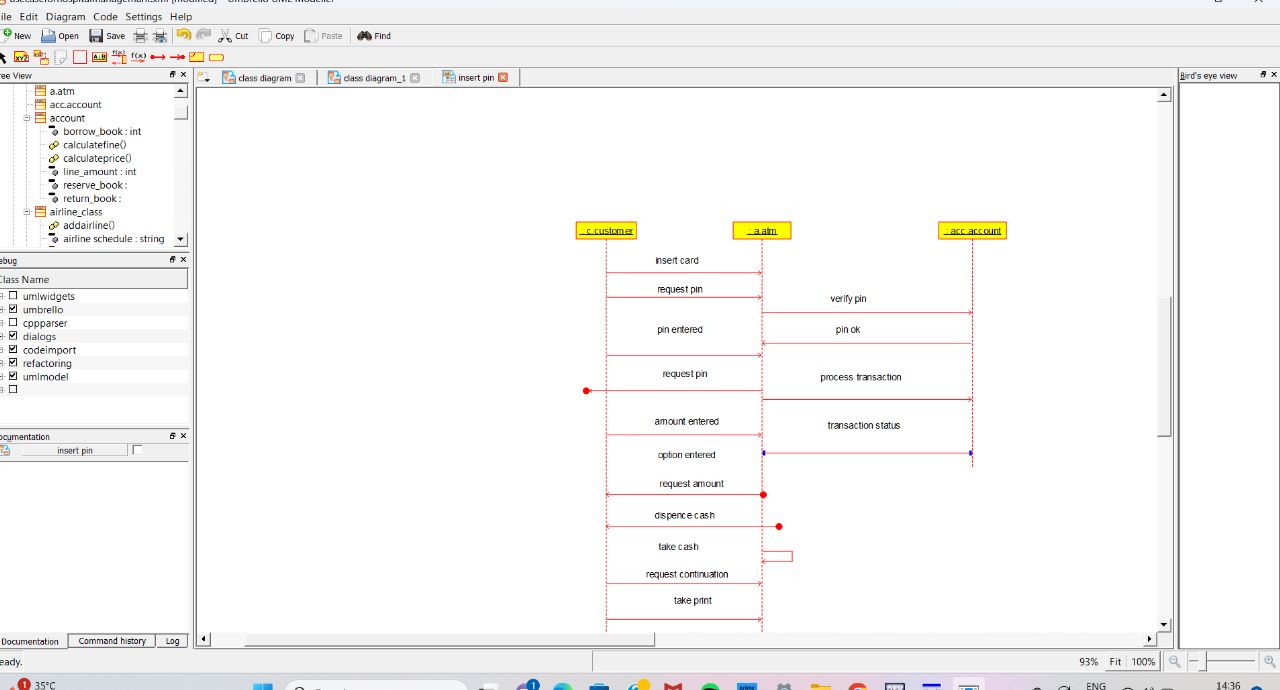 File Edit Diagram Code Settings Help
New Open Save Cut Copy Paste Find
Tree View
class diagram
class diagram_1
insert pin
Bird's eye view
a.atm
acc.account
account
borrow_book : int
calculatefine()
calculateprice()
line_amount : int
reserve_book :
return_book :
airline_class
addairline()
airline schedule : string
Class Name
umlwidgets
umbrello
cppparser
dialogs
codeimport
refactoring
umlmodel
insert pin
Documentation Command history Log
: c.customer
: a.atm
: acc.account
insert card
request pin
verify pin
pin entered
pin ok
request pin
process transaction
amount entered
transaction status
option entered
request amount
dispence cash
take cash
request continuation
take print
93% Fit 100%
35°C
ENG
14:36